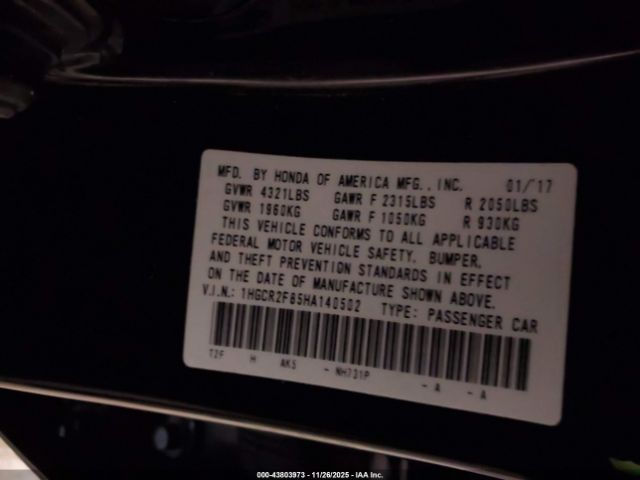 MFD. BY HONDA OF AMERICA MFG., INC. 01/17
GVWR 4321LBS GAWR F 2315LBS R 2050LBS
GVWR 1960KG GAWR F 1050KG R 930KG
THIS VEHICLE CONFORMS TO ALL APPLICABLE
FEDERAL MOTOR VEHICLE SAFETY, BUMPER,
AND THEFT PREVENTION STANDARDS IN EFFECT
ON THE DATE OF MANUFACTURE SHOWN ABOVE.
V.I.N.: 1HGCR2F65HA140502 TYPE: PASSENGER CAR
T2F H AK5 - NH731P - A - A
000-43803973 - 11/26/2025 - IAA Inc.